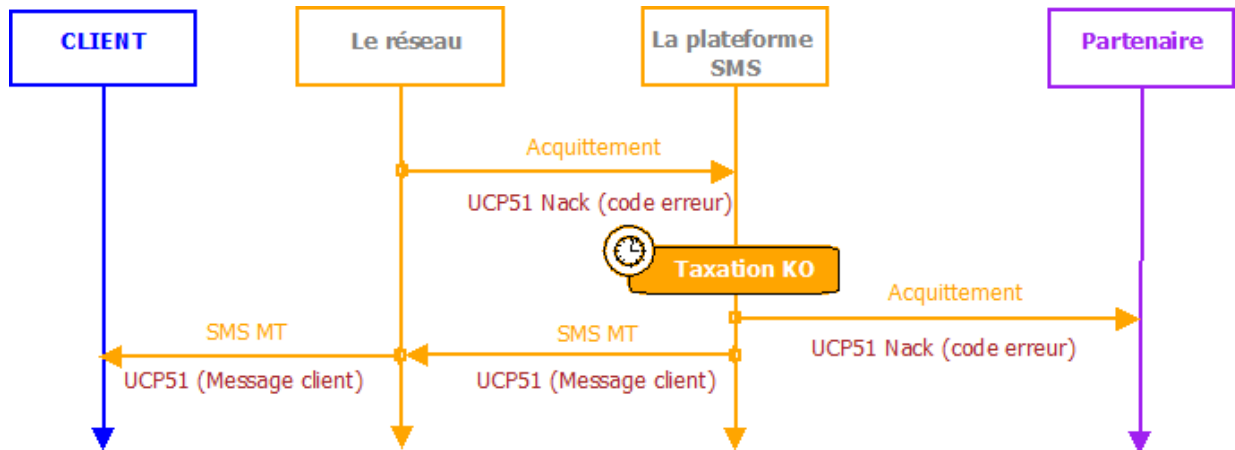 CLIENT
Le réseau
La plateforme
SMS
Partenaire
Acquittement
UCP51 Nack (code erreur)
Taxation KO
Acquittement
UCP51 Nack (code erreur)
SMS MT
SMS MT
UCP51 (Message client)
UCP51 (Message client)